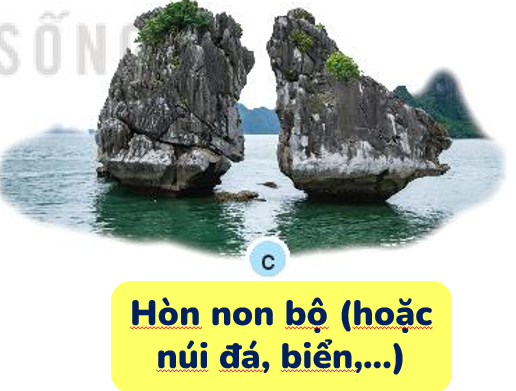 SỐNG
C
Hòn non bộ (hoặc
núi đá, biển,...)